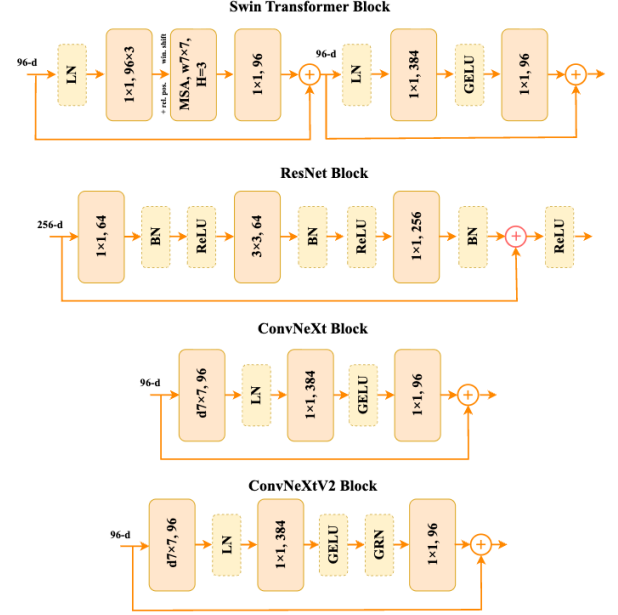 Swin Transformer Block
96-d
LN
1×1, 96×3
+ rel. pos. win. shift
MSA, w7×7,
H=3
1×1, 96
+
96-d
LN
1×1, 384
GELU
1×1, 96
+
ResNet Block
256-d
1×1, 64
BN
ReLU
3×3, 64
BN
ReLU
1×1, 256
BN
+
ReLU
ConvNeXt Block
96-d
d7×7, 96
LN
1×1, 384
GELU
1×1, 96
+
ConvNeXtV2 Block
96-d
d7×7, 96
LN
1×1, 384
GELU
GRN
1×1, 96
+